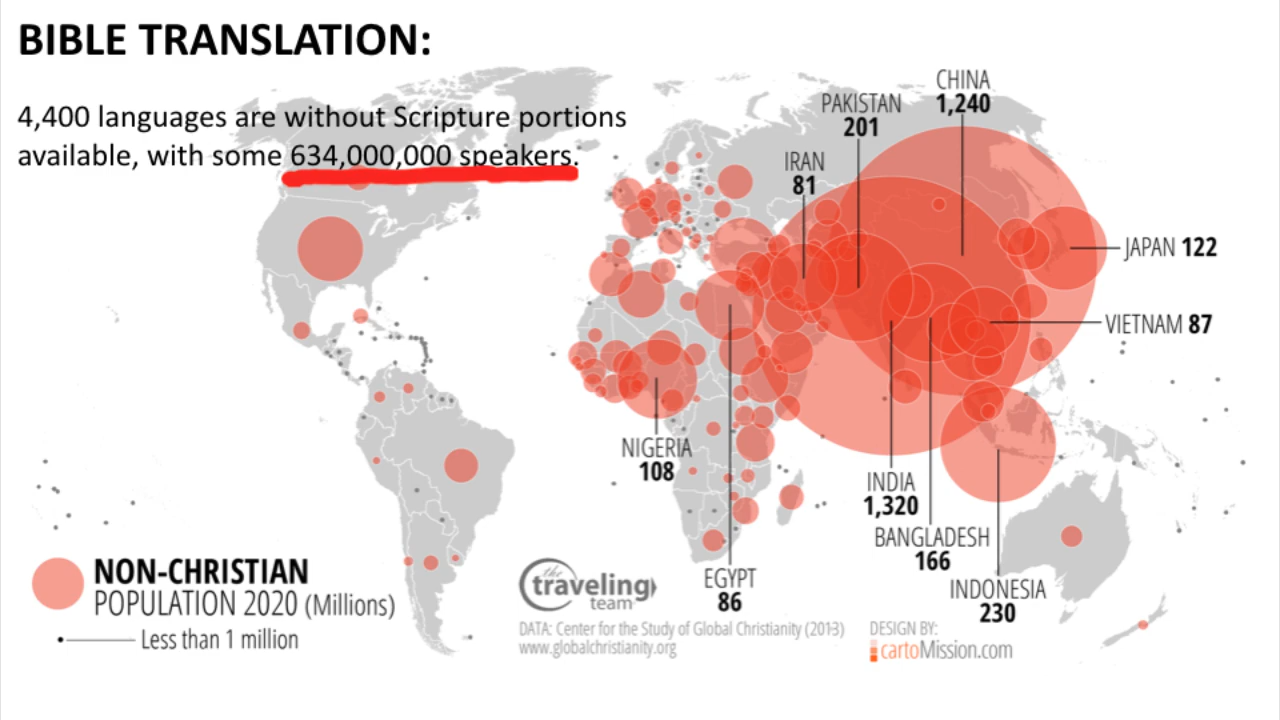 BIBLE TRANSLATION:
4,400 languages are without Scripture portions
available, with some 634,000,000 speakers.
CHINA
1,240
PAKISTAN
201
IRAN
81
JAPAN 122
VIETNAM 87
NIGERIA
108
INDIA
1,320
BANGLADESH
166
EGYPT
86
INDONESIA
230
NON-CHRISTIAN
POPULATION 2020 (Millions)
Less than 1 million
the
traveling
team
DATA: Center for the Study of Global Christianity (2013)
www.globalchristianity.org
DESIGN BY:
cartoMission.com